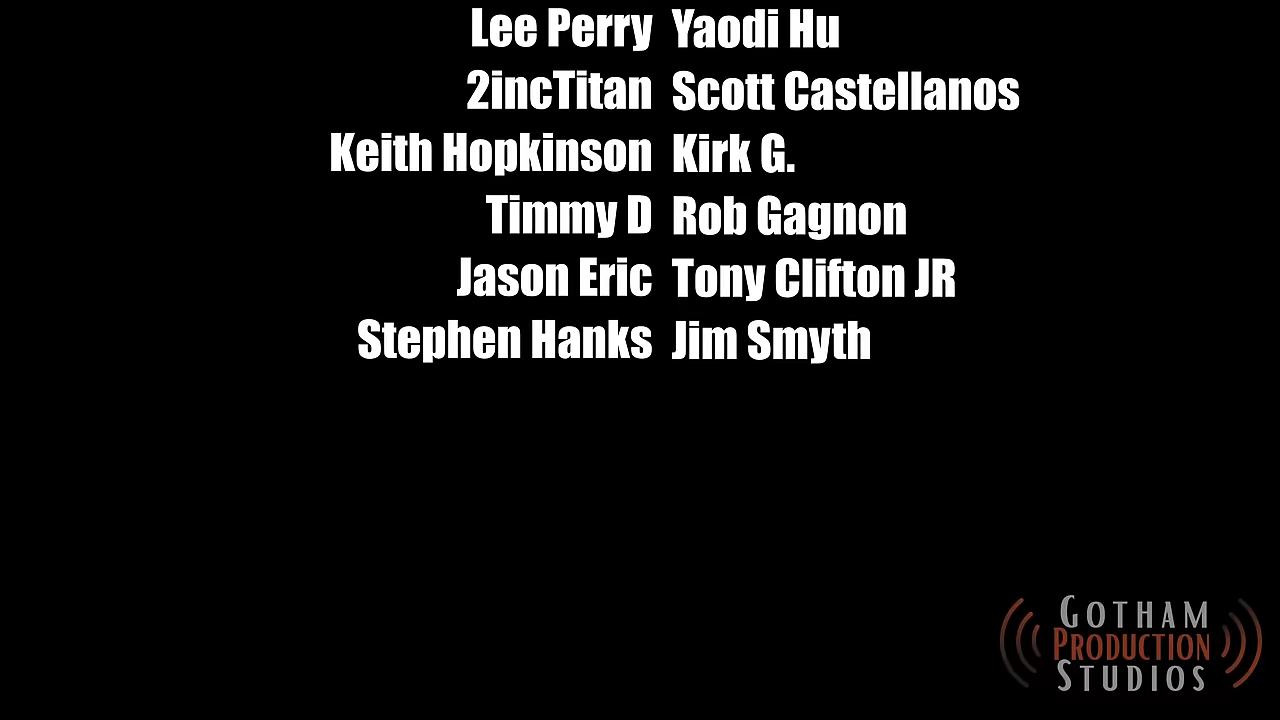 Lee Perry Yaodi Hu
2incTitan Scott Castellanos
Keith Hopkinson Kirk G.
Timmy D Rob Gagnon
Jason Eric Tony Clifton JR
Stephen Hanks Jim Smyth
GOTHAM
PRODUCTION
STUDIOS